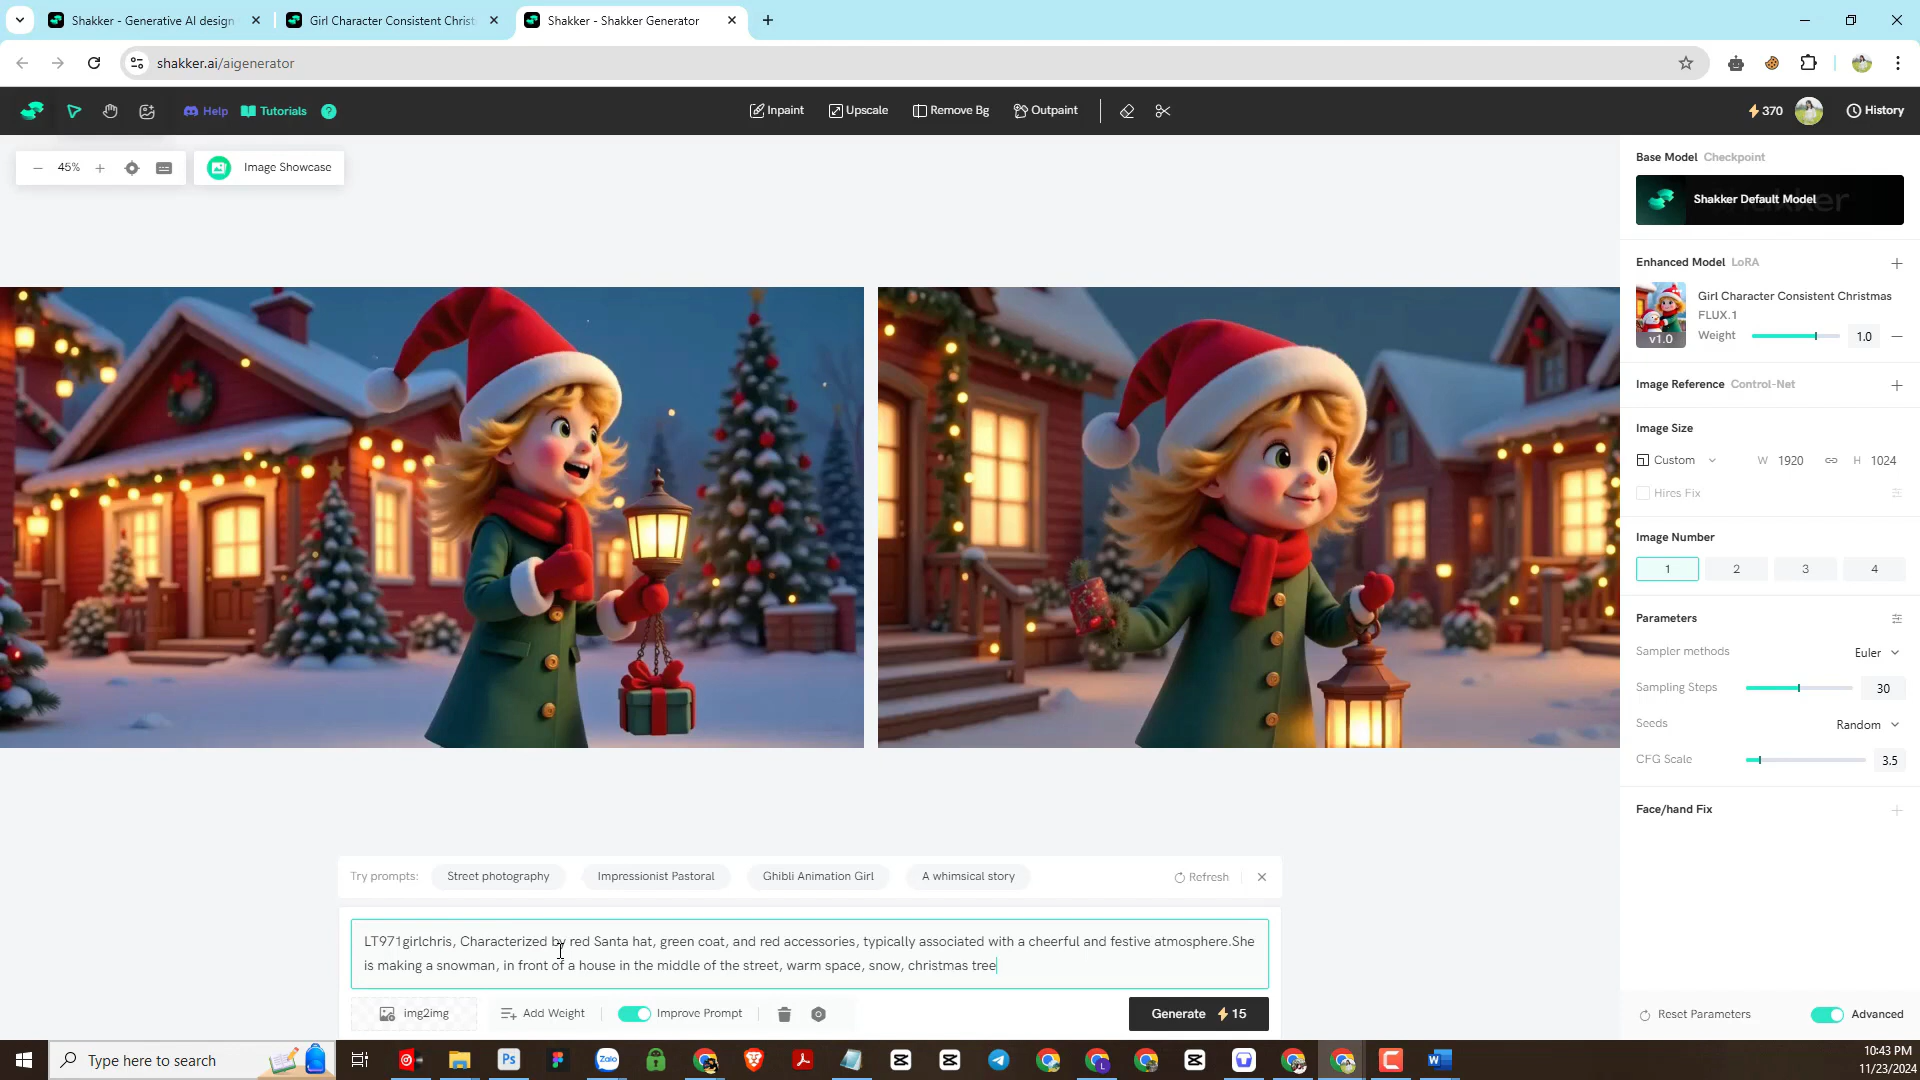 Shakker - Generative AI design
Girl Character Consistent Christ
Shakker - Shakker Generator
shakker.ai/aigenerator
Help
Tutorials
?
Inpaint
Upscale
Remove Bg
Outpaint
370
History
45%
Image Showcase
Base Model Checkpoint
Shakker Default Model
Enhanced Model LoRA
Girl Character Consistent Christmas
FLUX.1
v1.0
Weight
1.0
Image Reference Control-Net
Image Size
Custom
W 1920
H 1024
Hires Fix
Image Number
1
2
3
4
Parameters
Sampler methods
Euler
Sampling Steps
30
Seeds
Random
CFG Scale
3.5
Face/hand Fix
Try prompts:
Street photography
Impressionist Pastoral
Ghibli Animation Girl
A whimsical story
Refresh
LT971girlchris, Characterized by red Santa hat, green coat, and red accessories, typically associated with a cheerful and festive atmosphere.She
is making a snowman, in front of a house in the middle of the street, warm space, snow, christmas tree
img2img
Add Weight
Improve Prompt
Generate
15
Reset Parameters
Advanced
Type here to search
Ps
Zalo
L
10:43 PM
11/23/2024